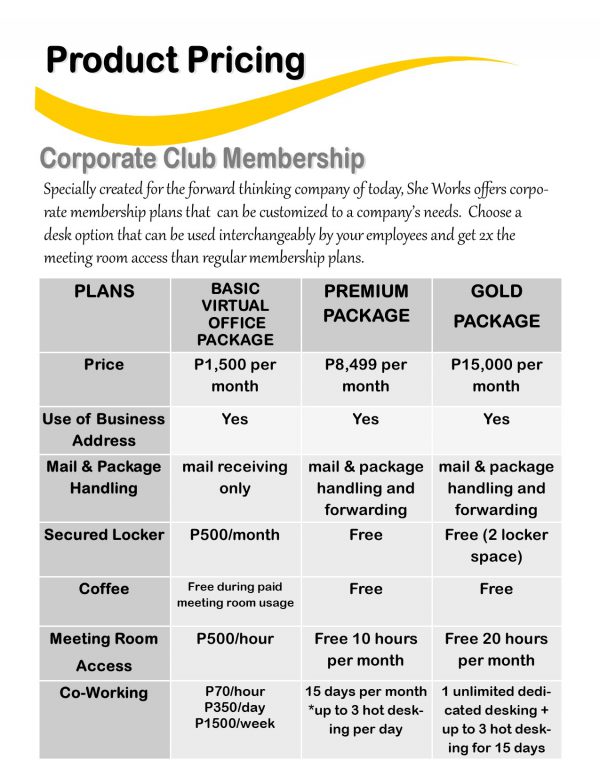 Product Pricing
Corporate Club Membership
Specially created for the forward thinking company of today, She Works offers corpo-
rate membership plans that can be customized to a company's needs. Choose a
desk option that can be used interchangeably by your employees and get 2x the
meeting room access than regular membership plans.
PLANS
BASIC
VIRTUAL
OFFICE
PACKAGE
PREMIUM
PACKAGE
GOLD
PACKAGE
Price
P1,500 per
month
P8,499 per
month
P15,000 per
month
Use of Business
Address
Yes
Yes
Yes
Mail & Package
Handling
mail receiving
only
mail & package
handling and
forwarding
mail & package
handling and
forwarding
Secured Locker
P500/month
Free
Free (2 locker
space)
Coffee
Free during paid
meeting room usage
Free
Free
Meeting Room
Access
P500/hour
Free 10 hours
per month
Free 20 hours
per month
Co-Working
P70/hour
P350/day
P1500/week
15 days per month
*up to 3 hot desk-
ing per day
1 unlimited dedi-
cated desking +
up to 3 hot desk-
ing for 15 days